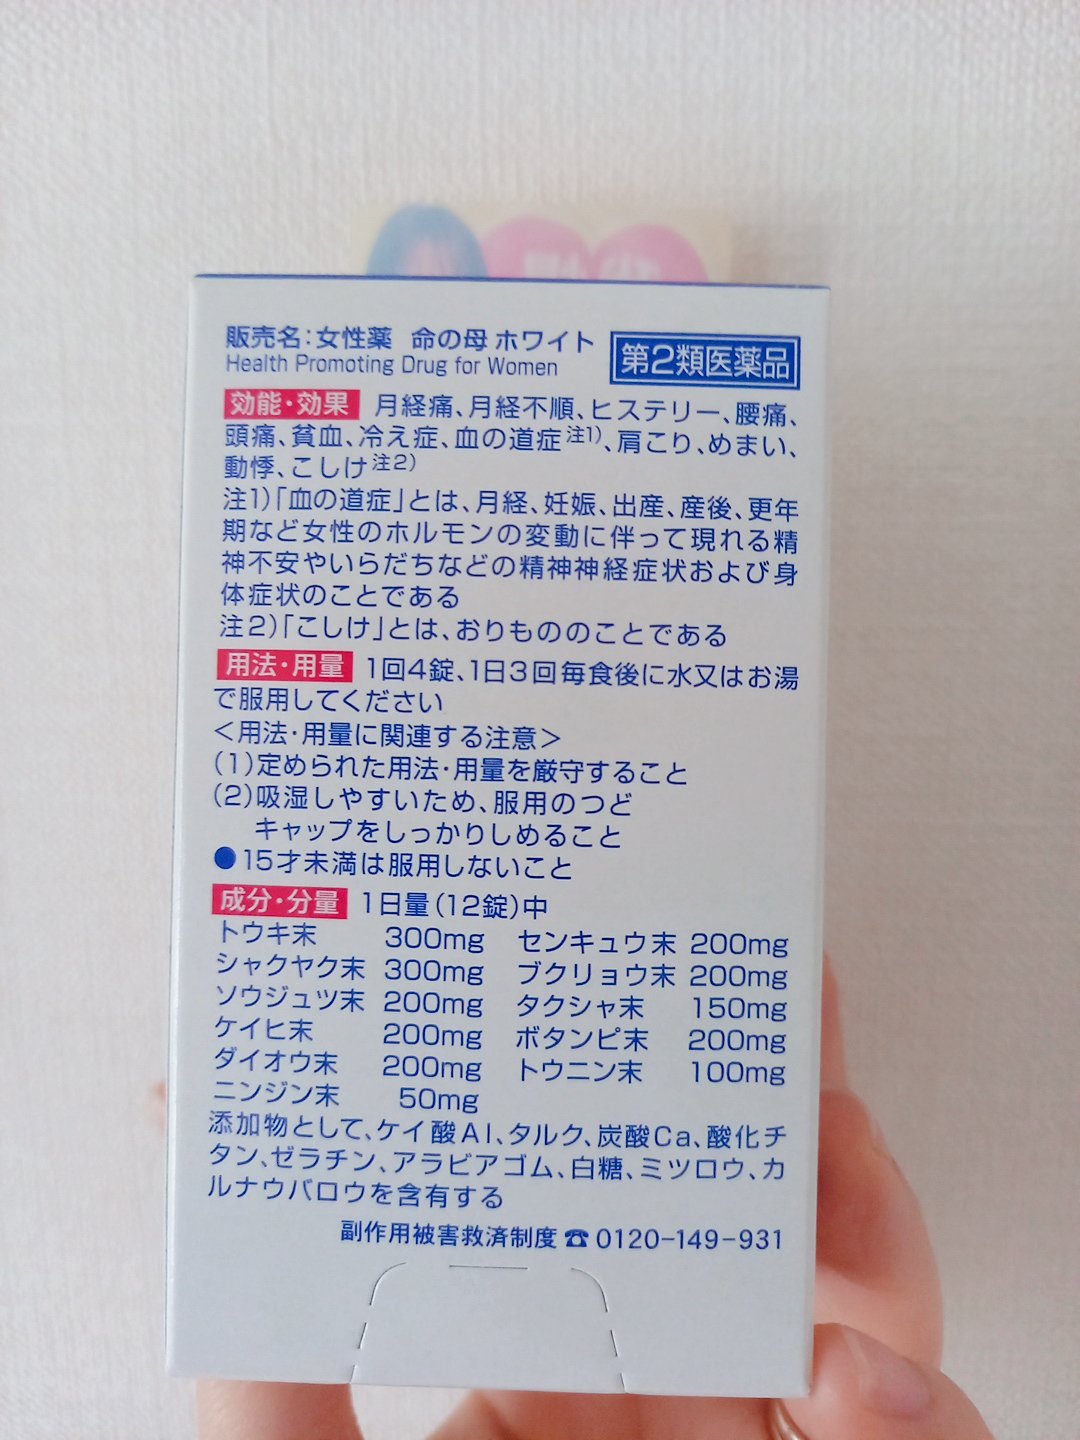 販売名：女性薬 命の母 ホワイト
Health Promoting Drug for Women
第2類医薬品
効能・効果 月経痛、月経不順、ヒステリー、腰痛、
頭痛、貧血、冷え症、血の道症注1)、肩こり、めまい、
動悸、こしけ注2)
注1)「血の道症」とは、月経、妊娠、出産、産後、更年
期など女性のホルモンの変動に伴って現れる精
神不安やいらだちなどの精神神経症状および身
体症状のことである
注2)「こしけ」とは、おりもののことである
用法・用量 1回4錠、1日3回毎食後に水又はお湯
で服用してください
＜用法・用量に関連する注意＞
(1)定められた用法・用量を厳守すること
(2)吸湿しやすいため、服用のつど
キャップをしっかりしめること
●15才未満は服用しないこと
成分・分量 1日量(12錠)中
トウキ末 300mg センキュウ末 200mg
シャクヤク末 300mg ブクリョウ末 200mg
ソウジュツ末 200mg タクシャ末 150mg
ケイヒ末 200mg ボタンピ末 200mg
ダイオウ末 200mg トウニン末 100mg
ニンジン末 50mg
添加物として、ケイ酸Al、タルク、炭酸Ca、酸化チ
タン、ゼラチン、アラビアゴム、白糖、ミツロウ、カ
ルナウバロウを含有する
副作用被害救済制度 ☎ 0120-149-931